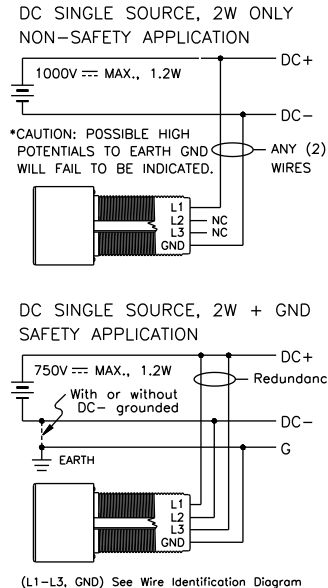 DC SINGLE SOURCE, 2W ONLY
NON-SAFETY APPLICATION
DC+
1000V ⎓ MAX., 1.2W
DC-
*CAUTION: POSSIBLE HIGH
POTENTIALS TO EARTH GND
WILL FAIL TO BE INDICATED.
ANY (2)
WIRES
L1
L2 NC
L3 NC
GND
DC SINGLE SOURCE, 2W + GND
SAFETY APPLICATION
DC+
750V ⎓ MAX., 1.2W
Redundanc
With or without
DC- grounded
DC-
G
EARTH
L1
L2
L3
GND
(L1-L3, GND) See Wire Identification Diagram